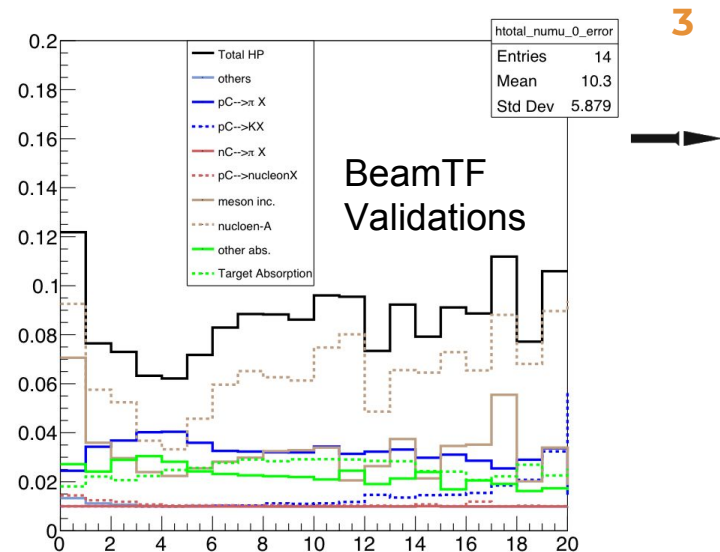 3
htotal_numu_0_error
Entries 14
Mean 10.3
Std Dev 5.879
0.2
0.18
0.16
0.14
0.12
0.1
0.08
0.06
0.04
0.02
0
Total HP
others
pC-->π X
pC-->KX
nC-->π X
pC-->nucleonX
meson inc.
nucloen-A
other abs.
Target Absorption
BeamTF
Validations
0 2 4 6 8 10 12 14 16 18 20